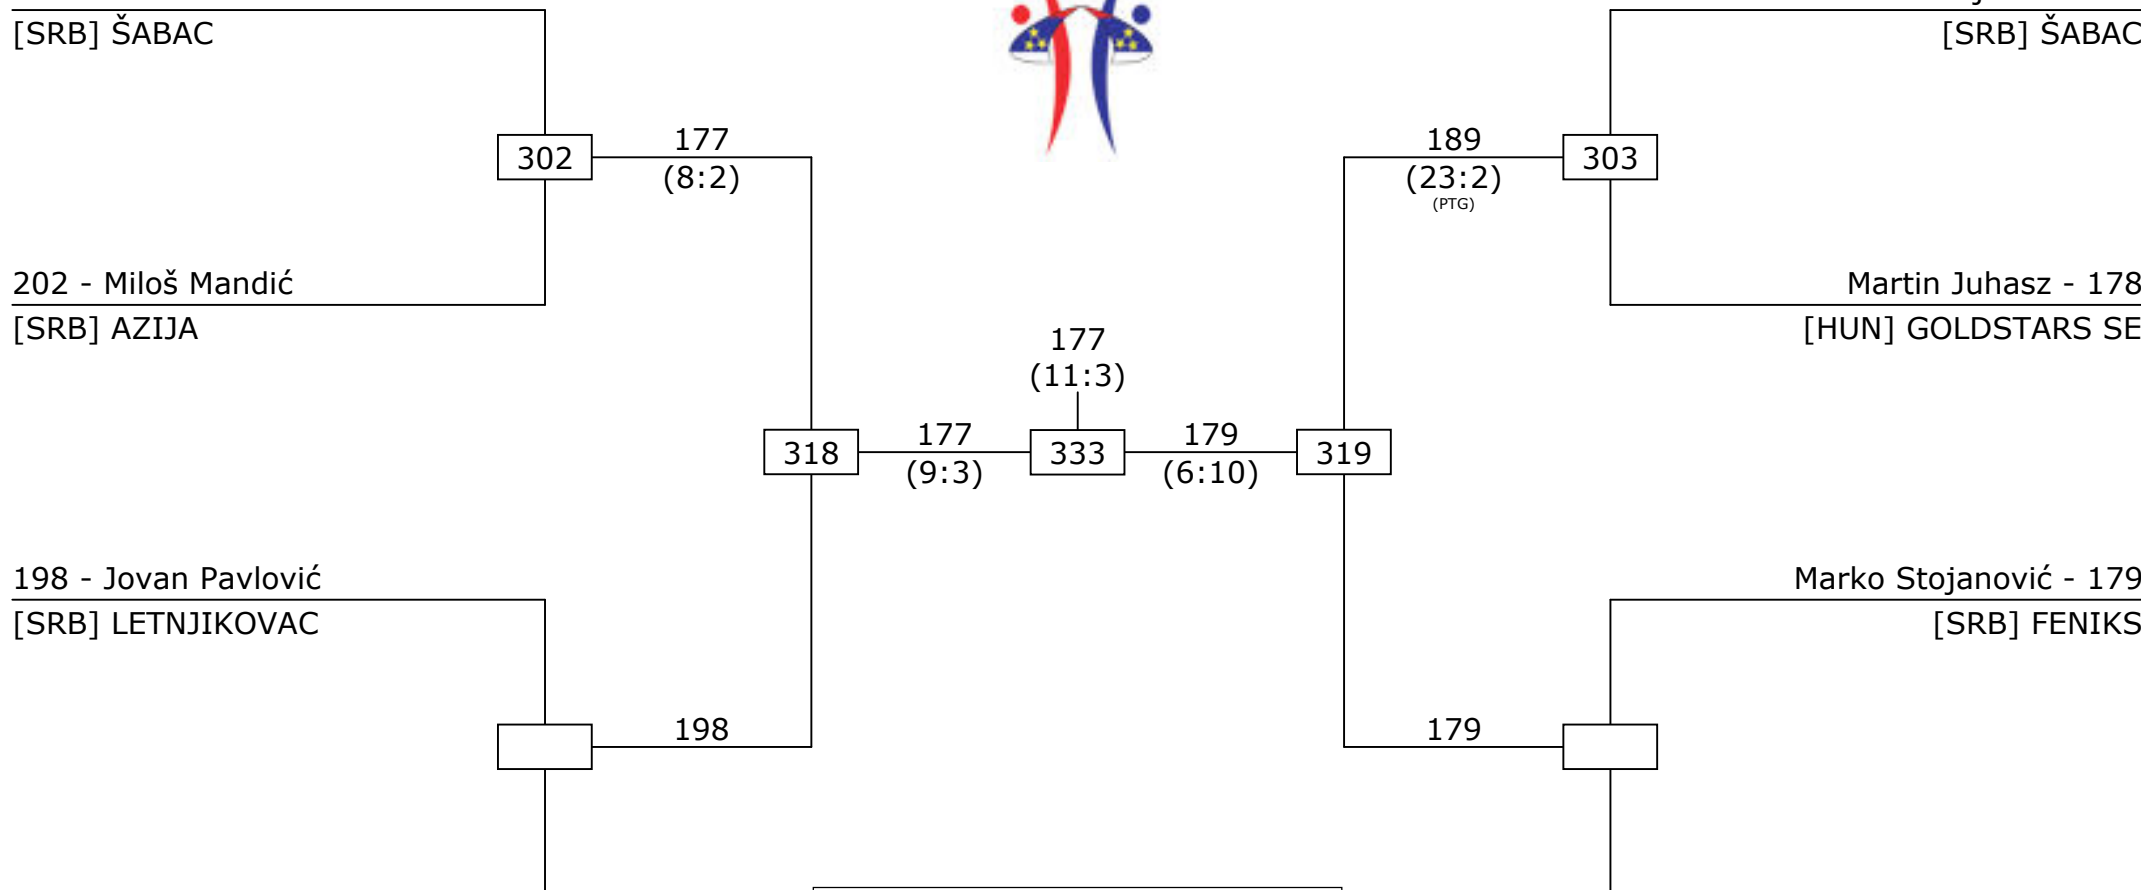 [SRB] ŠABAC
[SRB] ŠABAC
177
189
302
303
(8:2)
(23:2)
(PTG)
202 - Miloš Mandić
Martin Juhasz - 178
[SRB] AZIJA
[HUN] GOLDSTARS SE
177
(11:3)
177
179
318
333
319
(9:3)
(6:10)
198 - Jovan Pavlović
Marko Stojanović - 179
[SRB] LETNJIKOVAC
[SRB] FENIKS
198
179